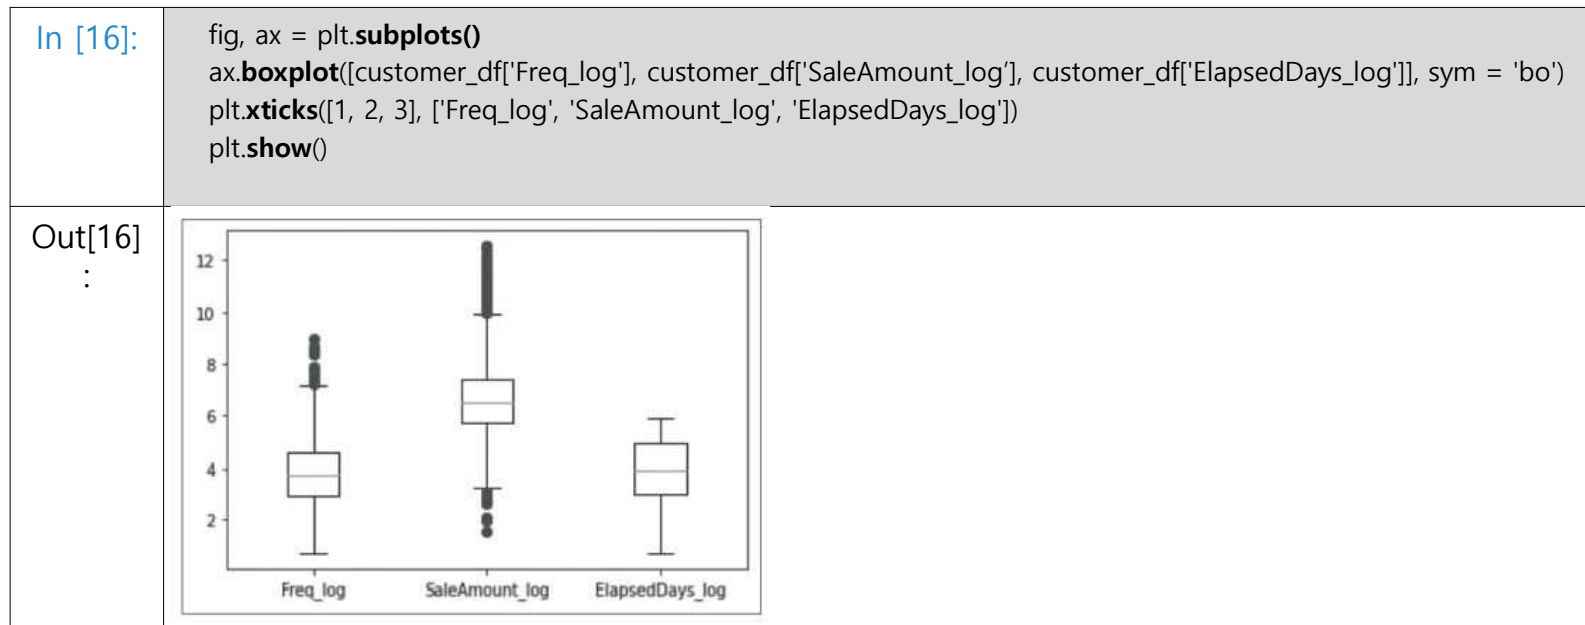 In [16]:
fig, ax = plt.subplots()
ax.boxplot([customer_df['Freq_log'], customer_df['SaleAmount_log’], customer_df['ElapsedDays_log']], sym = 'bo')
plt.xticks([1, 2, 3], ['Freq_log', 'SaleAmount_log', 'ElapsedDays_log'])
plt.show()
Out[16]
:
12
10
8
6
4
2
Freq_log SaleAmount_log ElapsedDays_log